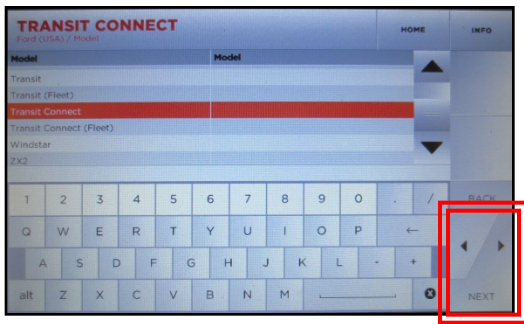 TRANSIT CONNECT
Ford (USA) / Model
HOME
INFO
Model Model
Transit
Transit (Fleet)
Transit Connect
Transit Connect (Fleet)
Windstar
ZX2
1 2 3 4 5 6 7 8 9 0 . / BACK
Q W E R T Y U I O P ←
A S D F G H J K L - +
alt Z X C V B N M NEXT